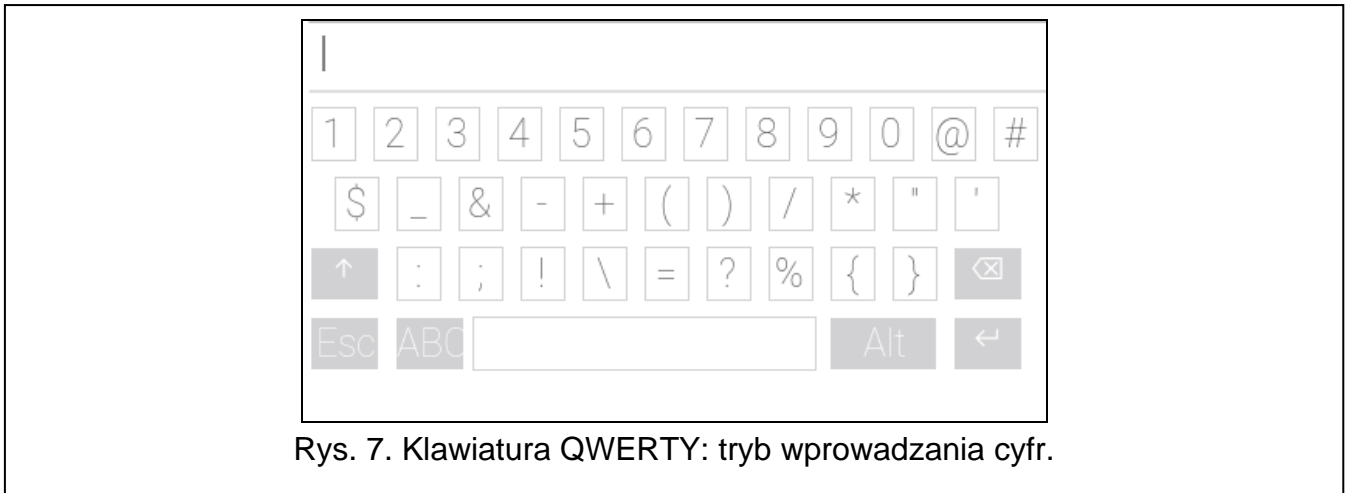 1 2 3 4 5 6 7 8 9 0 @ #
$ _ & - + ( ) / * " '
↑ : ; ! \ = ? % { } ⌫
Esc ABC Alt ↵
Rys. 7. Klawiatura QWERTY: tryb wprowadzania cyfr.